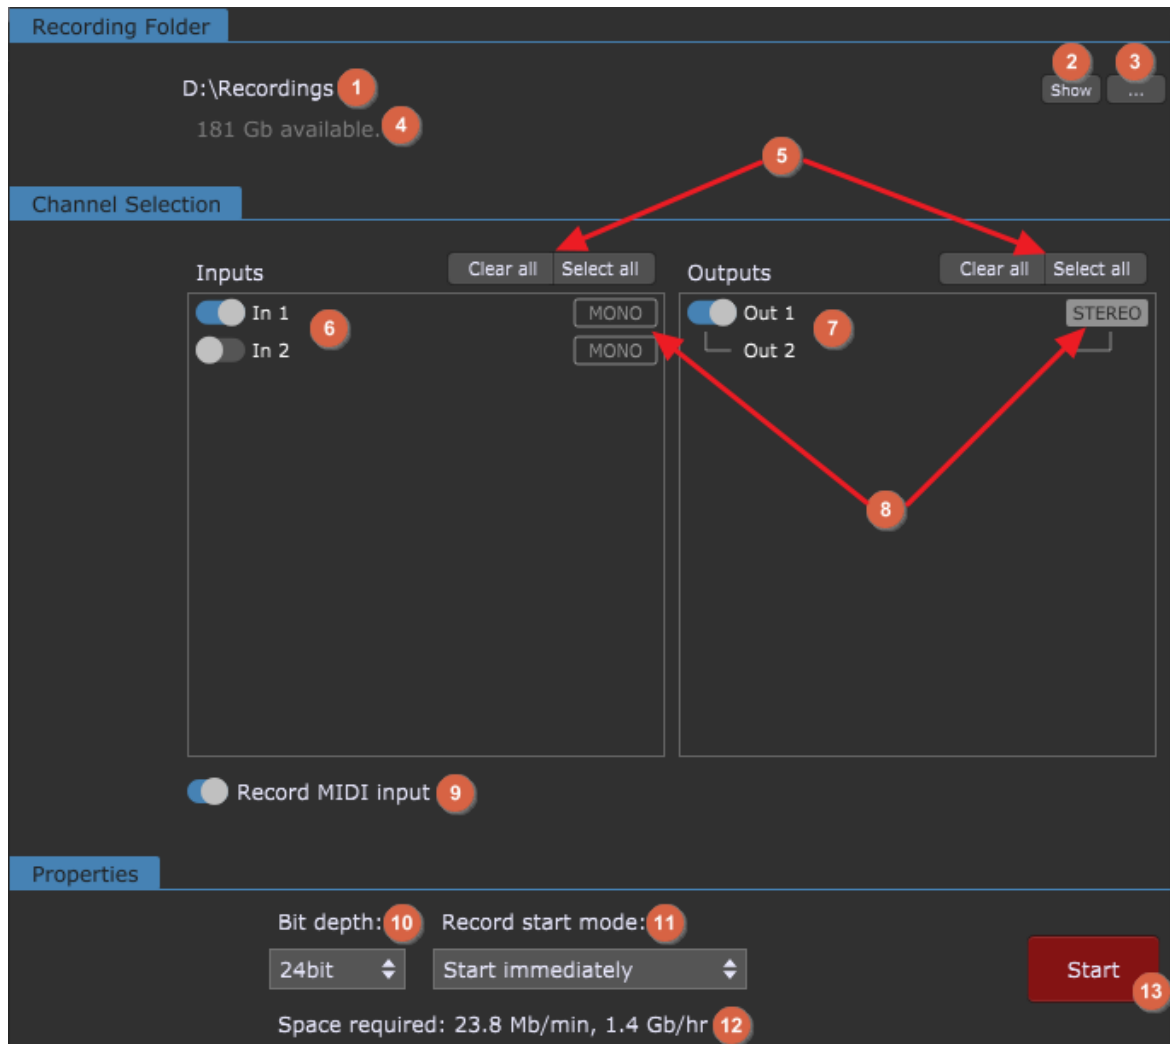 Recording Folder
2 3
D:\Recordings 1 Show ...
181 Gb available. 4
5
Channel Selection
Inputs Clear all Select all Outputs Clear all Select all
In 1 6 MONO Out 1 7 STEREO
In 2 MONO Out 2
8
Record MIDI input 9
Properties
Bit depth: 10 Record start mode: 11
24bit Start immediately Start
13
Space required: 23.8 Mb/min, 1.4 Gb/hr 12